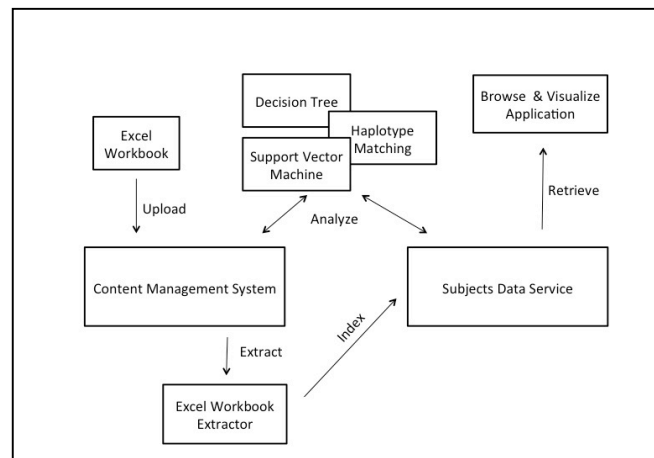 Decision Tree
Browse & Visualize
Application
Excel
Workbook
Haplotype
Matching
Support Vector
Machine
Upload
Analyze
Retrieve
Content Management System
Subjects Data Service
Extract
Index
Excel Workbook
Extractor